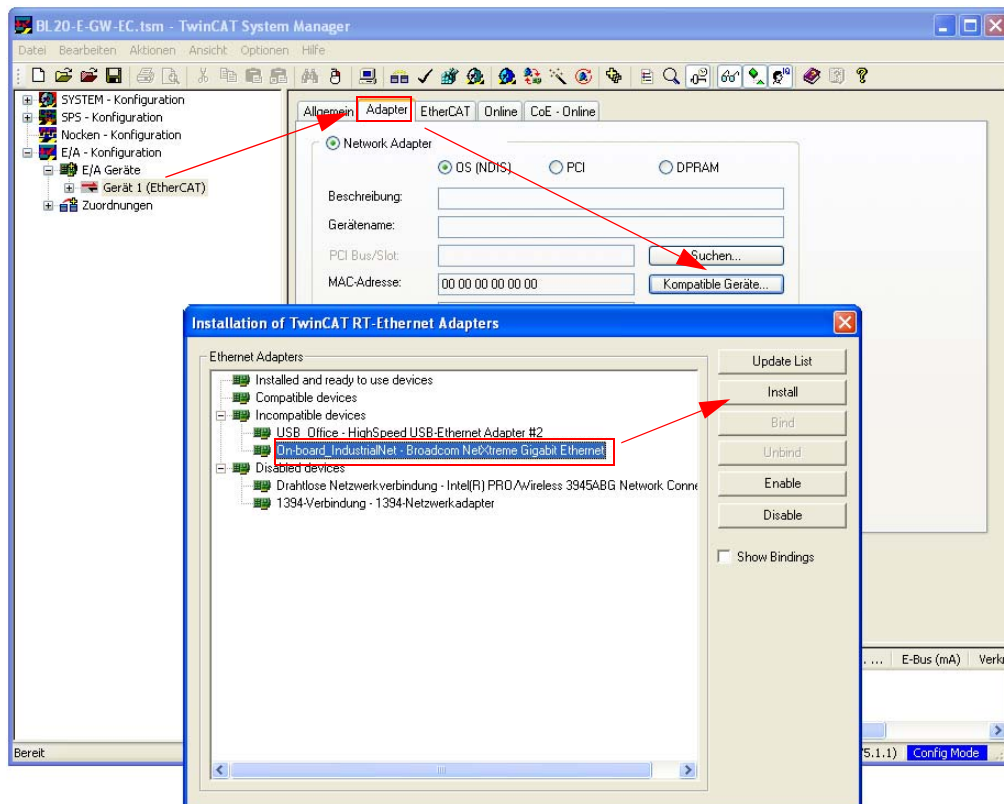 BL20-E-GW-EC.tsm - TwinCAT System Manager
Datei Bearbeiten Aktionen Ansicht Optionen Hilfe
SYSTEM - Konfiguration
SPS - Konfiguration
Nocken - Konfiguration
E/A - Konfiguration
E/A Geräte
Gerät 1 (EtherCAT)
Zuordnungen
Allgemein Adapter EtherCAT Online CoE - Online
Network Adapter
OS (NDIS) PCI DPRAM
Beschreibung:
Gerätename:
PCI Bus/Slot: Suchen...
MAC-Adresse: 00 00 00 00 00 00 Kompatible Geräte...
Installation of TwinCAT RT-Ethernet Adapters
Ethernet Adapters
Installed and ready to use devices
Compatible devices
Incompatible devices
USB_Office - HighSpeed USB-Ethernet Adapter #2
On-board_IndustrialNet - Broadcom NetXtreme Gigabit Ethernet
Disabled devices
Drahtlose Netzwerkverbindung - Intel(R) PRO/Wireless 3945ABG Network Conne
1394-Verbindung - 1394-Netzwerkadapter
Update List
Install
Bind
Unbind
Enable
Disable
Show Bindings
. ... E-Bus (mA) Verkn
Bereit
'5.1.1) Config Mode